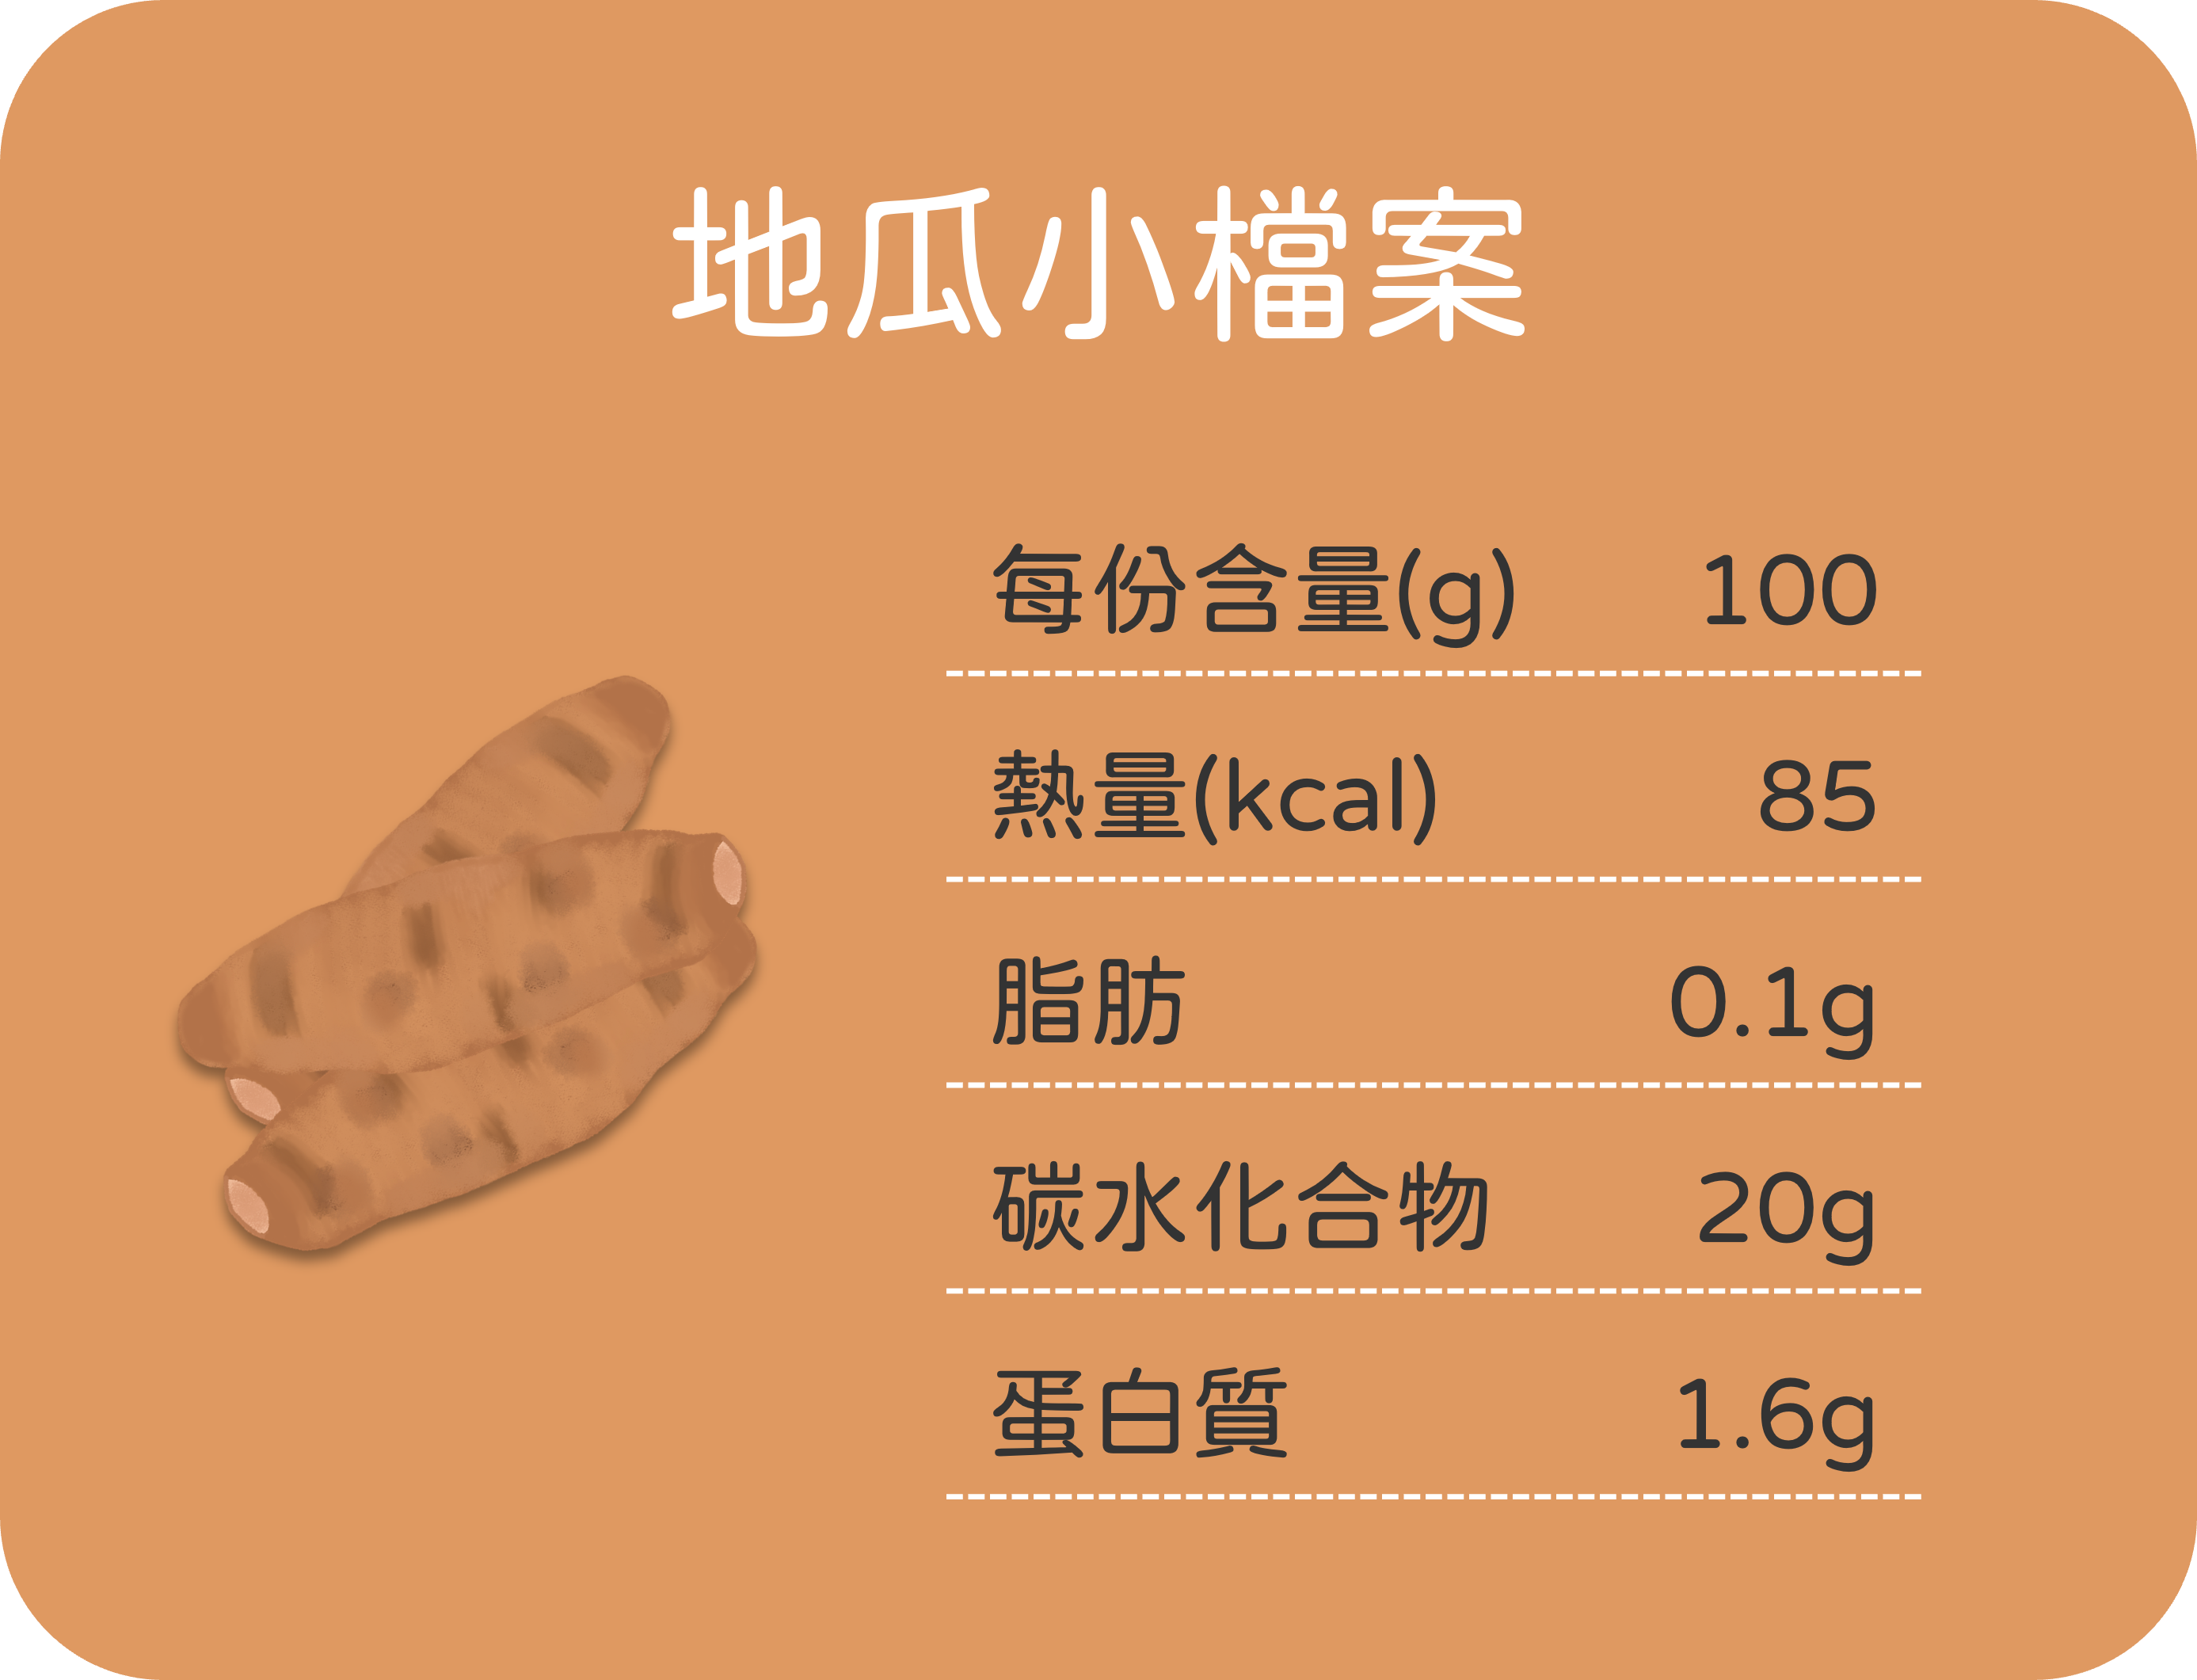 地瓜小檔案
每份含量(g) 100
熱量(kcal) 85
脂肪 0.1g
碳水化合物 20g
蛋白質 1.6g